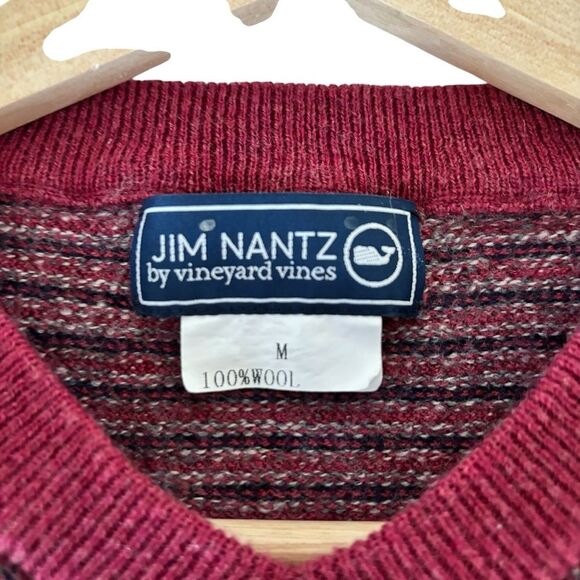 JIM NANTZ
by vineyard vines
M
100%WOOL